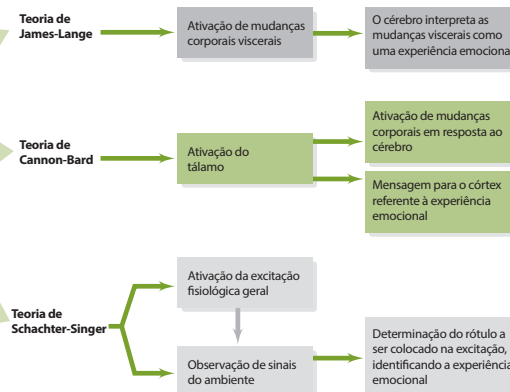 Teoria de
James-Lange
Ativação de mudanças
corporais viscerais
O cérebro interpreta as
mudanças viscerais como
uma experiência emociona
Teoria de
Cannon-Bard
Ativação do
tálamo
Ativação de mudanças
corporais em resposta ao
cérebro
Mensagem para o córtex
referente à experiência
emocional
Teoria de
Schachter-Singer
Ativação da excitação
fisiológica geral
Observação de sinais
do ambiente
Determinação do rótulo a
ser colocado na excitação,
identificando a experiência
emocional